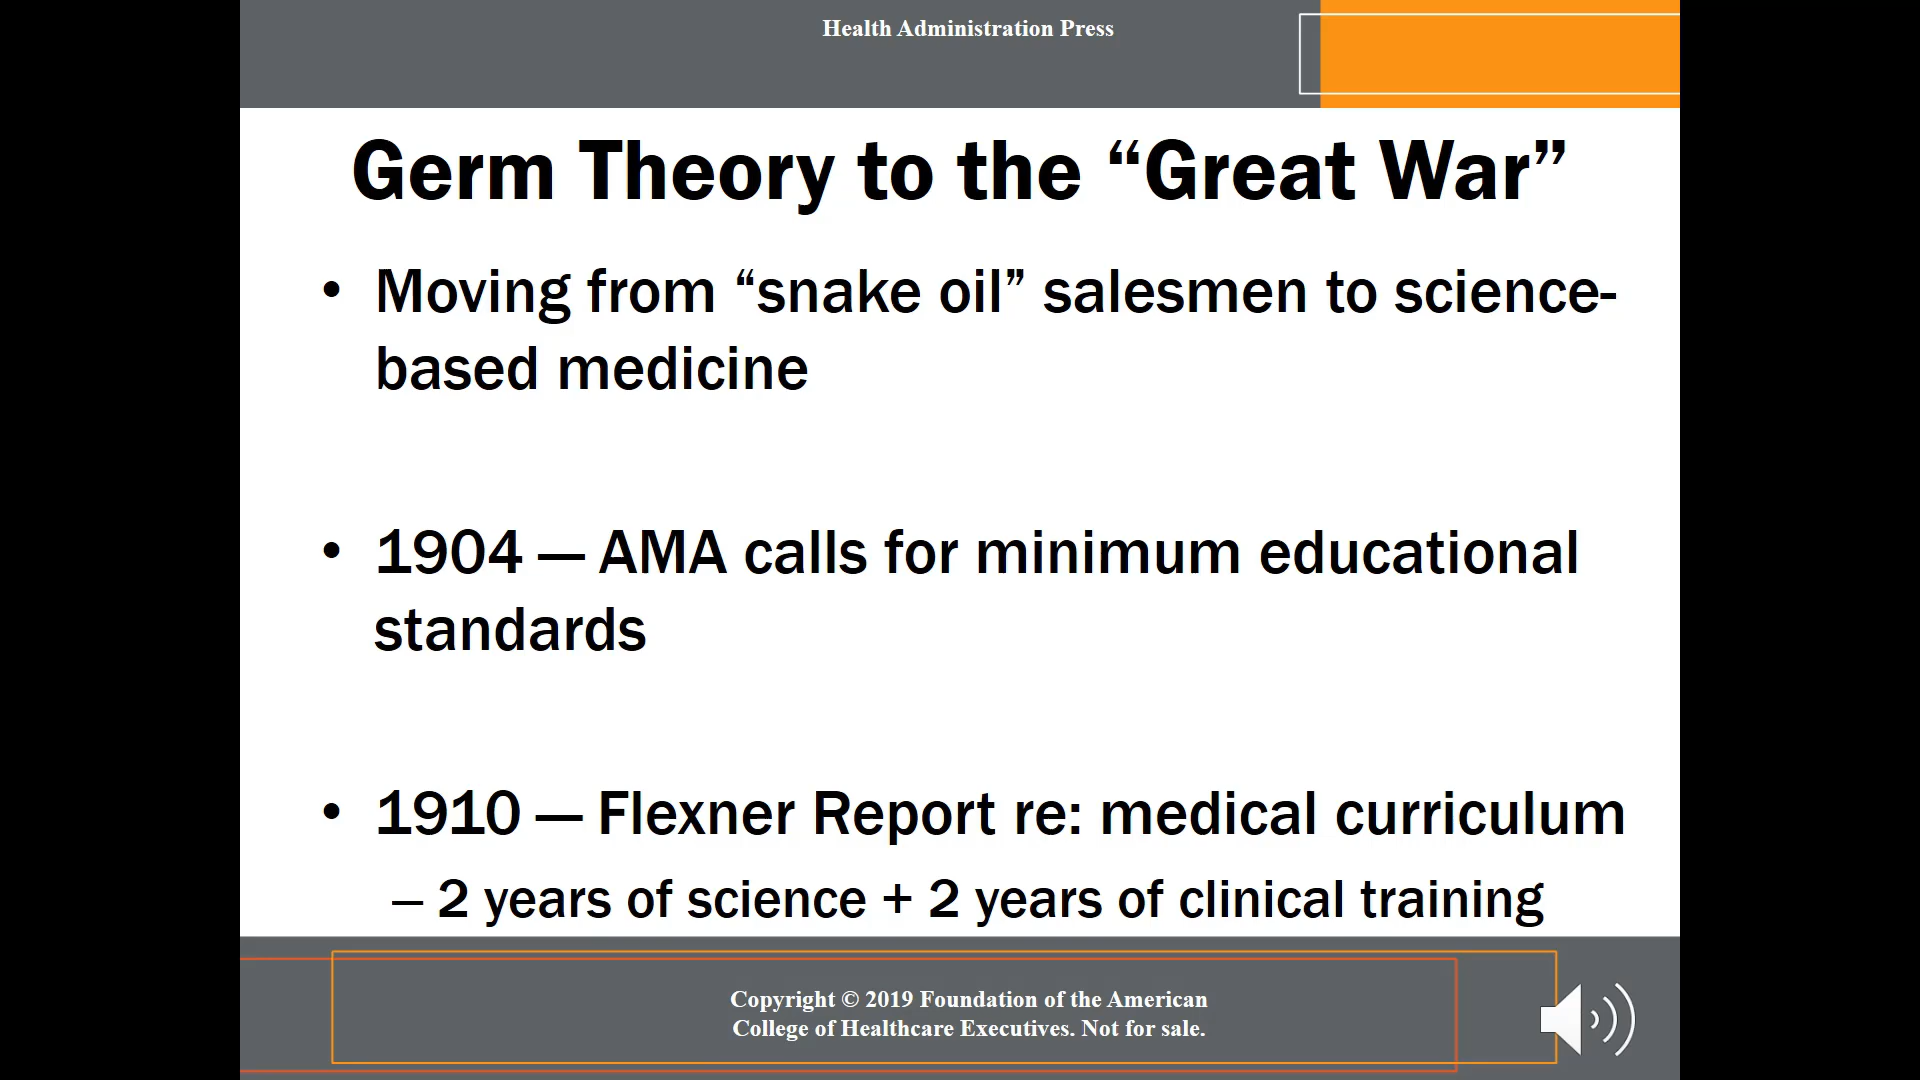 Health Administration Press
Germ Theory to the “Great War”
• Moving from “snake oil” salesmen to science-
based medicine
• 1904 — AMA calls for minimum educational
standards
• 1910 — Flexner Report re: medical curriculum
– 2 years of science + 2 years of clinical training
Copyright © 2019 Foundation of the American
College of Healthcare Executives. Not for sale.